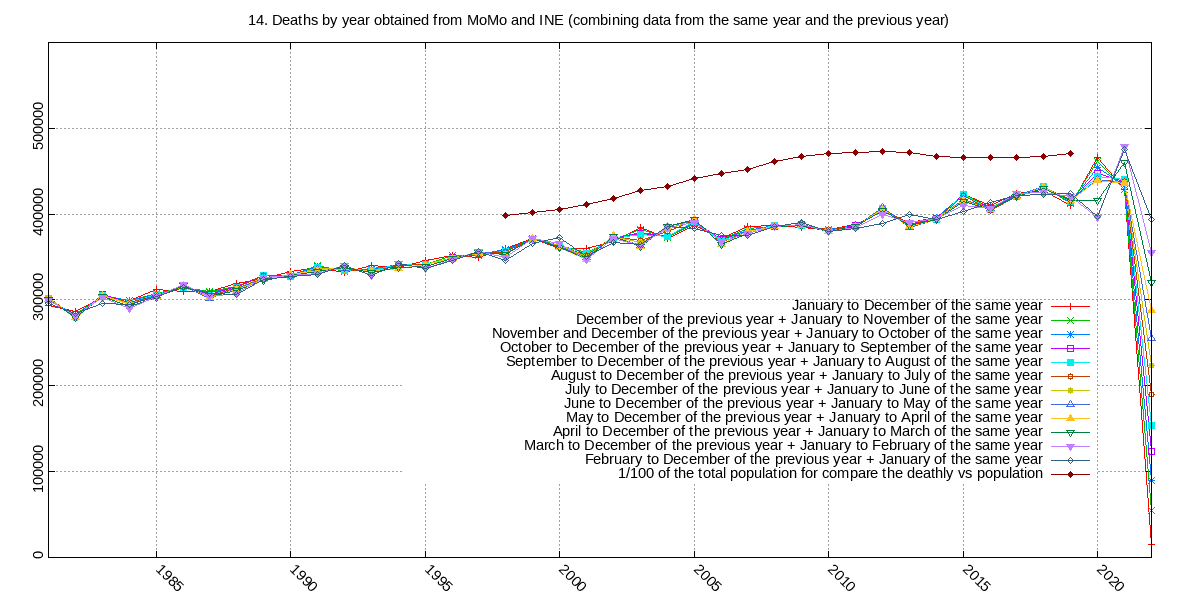 14. Deaths by year obtained from MoMo and INE (combining data from the same year and the previous year)
500000
400000
300000
200000
100000
0
January to December of the same year
December of the previous year + January to November of the same year
November and December of the previous year + January to October of the same year
October to December of the previous year + January to September of the same year
September to December of the previous year + January to August of the same year
August to December of the previous year + January to July of the same year
July to December of the previous year + January to June of the same year
June to December of the previous year + January to May of the same year
May to December of the previous year + January to April of the same year
April to December of the previous year + January to March of the same year
March to December of the previous year + January to February of the same year
February to December of the previous year + January of the same year
1/100 of the total population for compare the deathly vs population
1985
1990
1995
2000
2005
2010
2015
2020